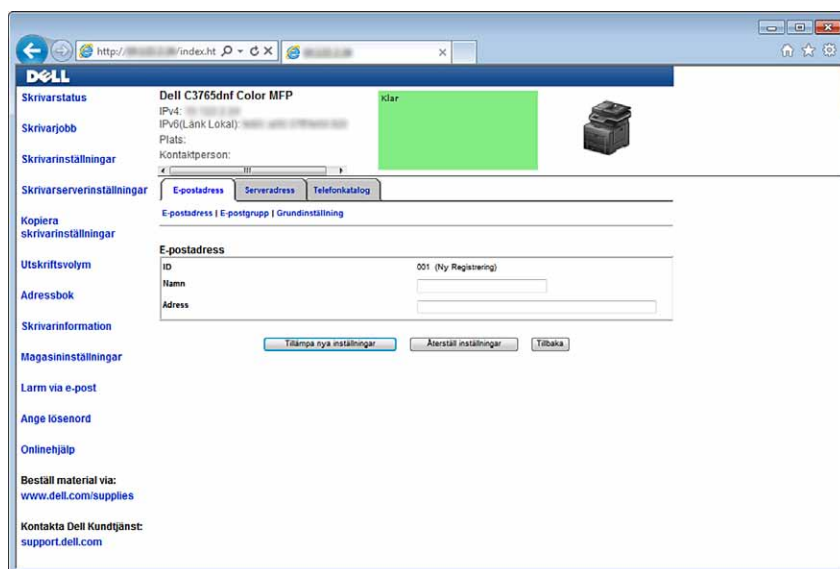 http:// /index.ht
DELL
Skrivarstatus
Skrivarjobb
Skrivarinställningar
Skrivarserverinställningar
Kopiera
skrivarinställningar
Utskriftsvolym
Adressbok
Skrivarinformation
Magasininställningar
Larm via e-post
Ange lösenord
Onlinehjälp
Beställ material via:
www.dell.com/supplies
Kontakta Dell Kundtjänst:
support.dell.com
Dell C3765dnf Color MFP
IPv4:
IPv6(Länk Lokal):
Plats:
Kontaktperson:
Klar
E-postadress Serveradress Telefonkatalog
E-postadress | E-postgrupp | Grundinställning
E-postadress
ID 001 (Ny Registrering)
Namn
Adress
Tillämpa nya inställningar Återställ inställningar Tillbaka